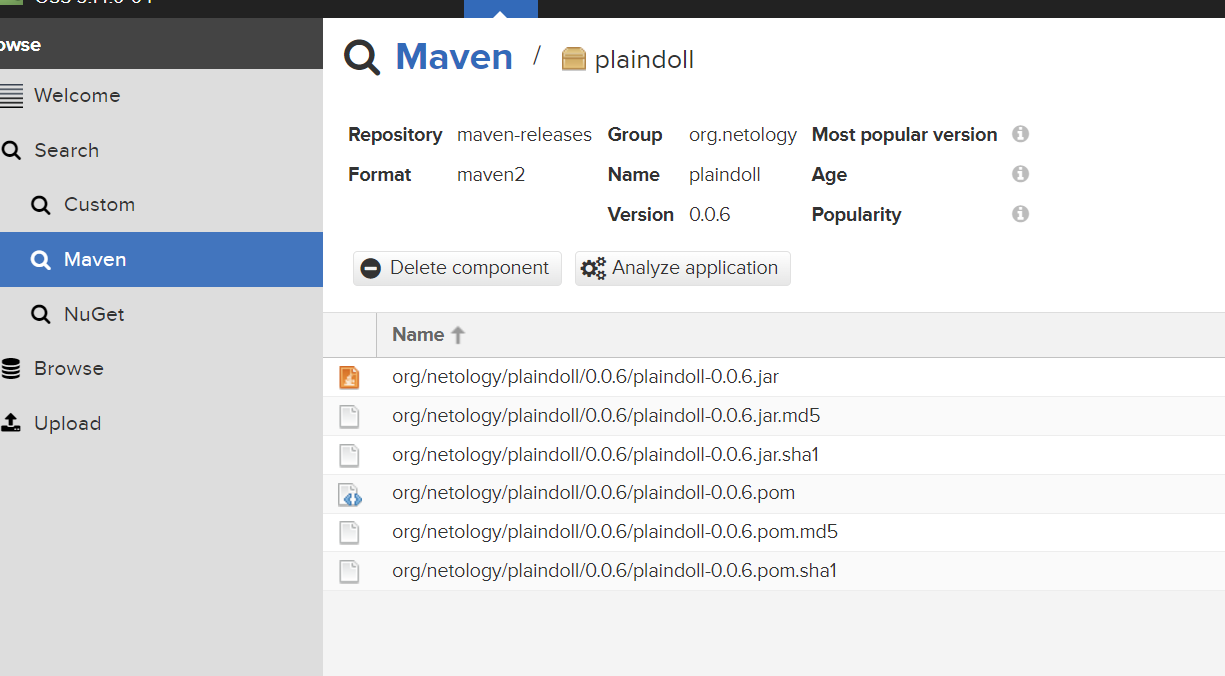 Maven / plaindoll
Welcome
Search
Custom
Maven
NuGet
Browse
Upload
Repository maven-releases Group org.netology Most popular version
Format maven2 Name plaindoll Age
Version 0.0.6 Popularity
Delete component Analyze application
Name
org/netology/plaindoll/0.0.6/plaindoll-0.0.6.jar
org/netology/plaindoll/0.0.6/plaindoll-0.0.6.jar.md5
org/netology/plaindoll/0.0.6/plaindoll-0.0.6.jar.sha1
org/netology/plaindoll/0.0.6/plaindoll-0.0.6.pom
org/netology/plaindoll/0.0.6/plaindoll-0.0.6.pom.md5
org/netology/plaindoll/0.0.6/plaindoll-0.0.6.pom.sha1